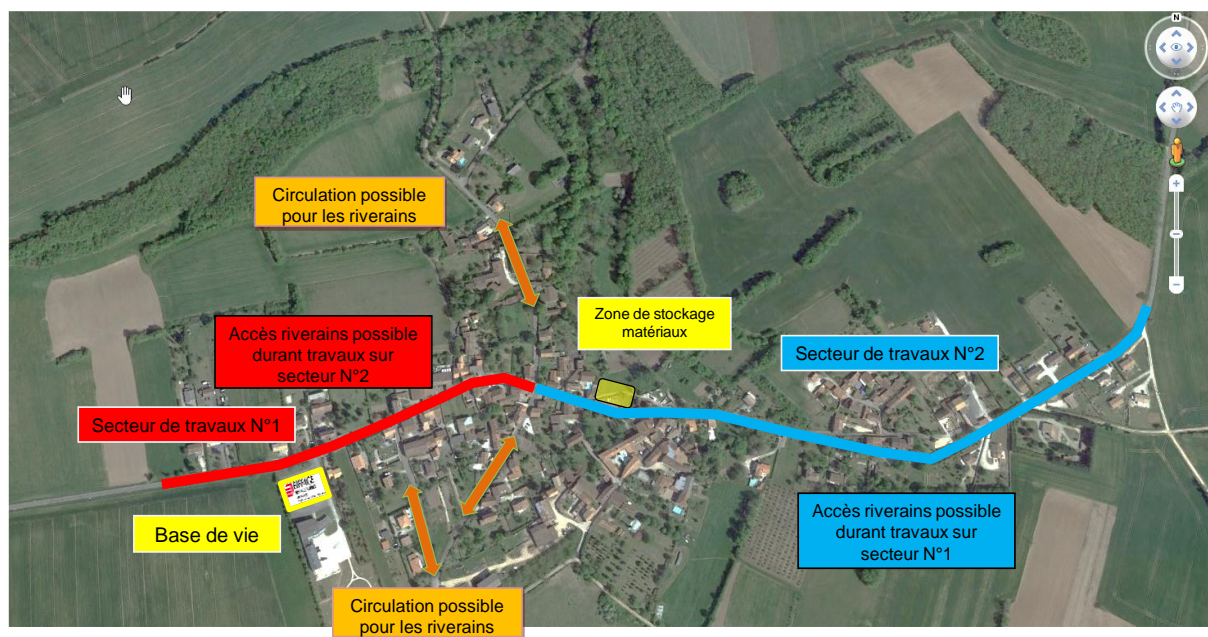 N
Circulation possible
pour les riverains
Zone de stockage
matériaux
Accès riverains possible
durant travaux sur
secteur N°2
Secteur de travaux N°2
Secteur de travaux N°1
EIFFAGE
Base de vie
Accès riverains possible
durant travaux sur
secteur N°1
Circulation possible
pour les riverains